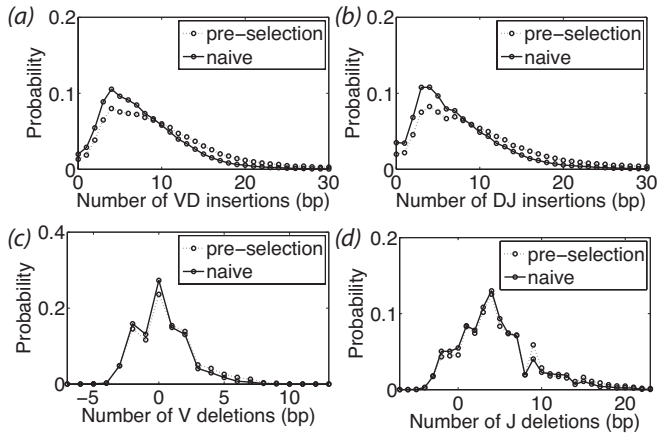 (a)
0.2
0.1
0
Probability
pre-selection
naive
0 10 20 30
Number of VD insertions (bp)
(b)
0.2
0.1
0
Probability
pre-selection
naive
0 10 20 30
Number of DJ insertions (bp)
(c)
0.4
0.2
0
Probability
pre-selection
naive
−5 0 5 10
Number of V deletions (bp)
(d)
0.2
0.1
0
Probability
pre-selection
naive
0 10 20
Number of J deletions (bp)